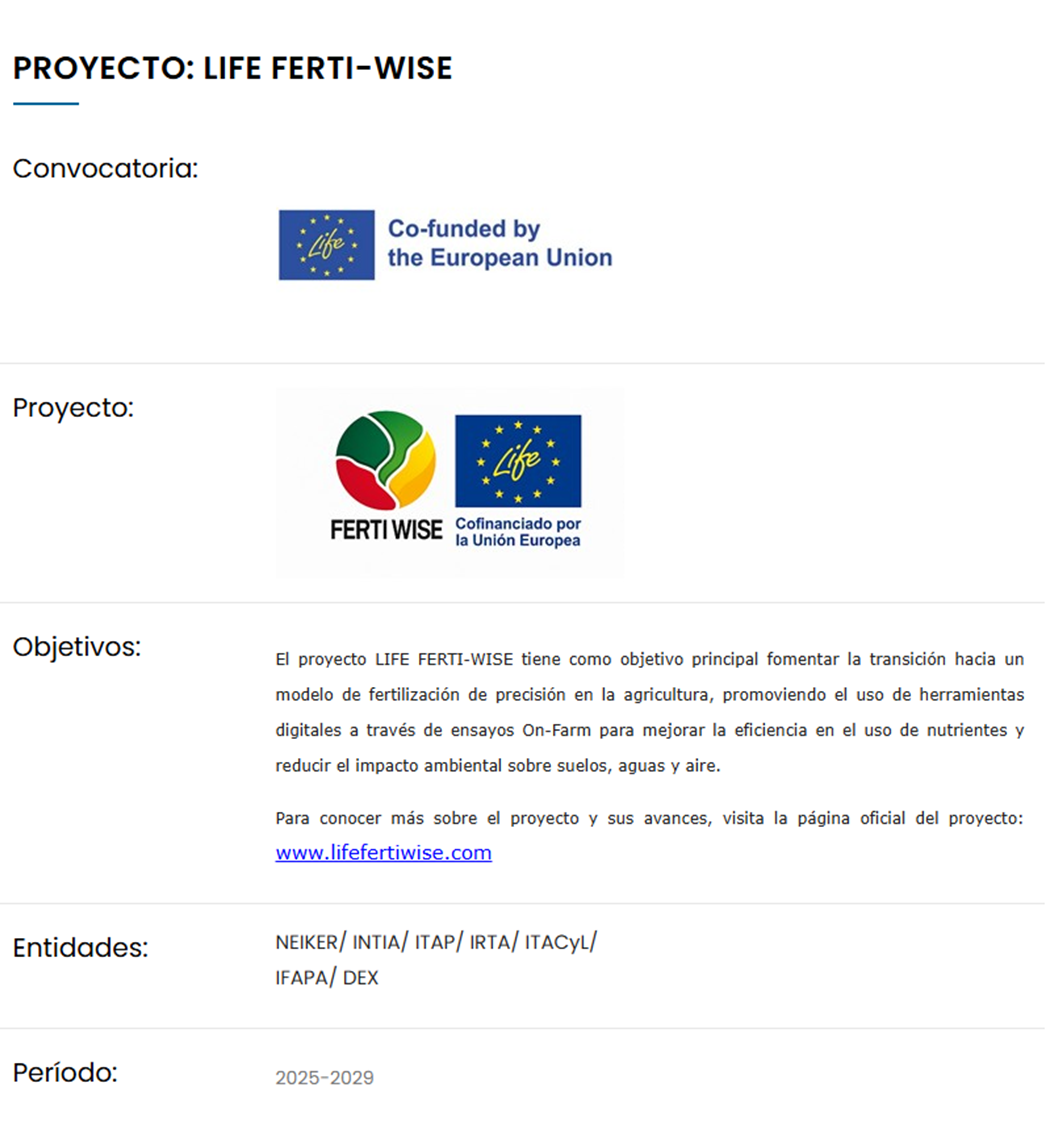 PROYECTO: LIFE FERTI-WISE
Convocatoria:
Life
Co-funded by
the European Union
Proyecto:
Life
FERTI WISE
Cofinanciado por
la Unión Europea
Objetivos:
El proyecto LIFE FERTI-WISE tiene como objetivo principal fomentar la transición hacia un
modelo de fertilización de precisión en la agricultura, promoviendo el uso de herramientas
digitales a través de ensayos On-Farm para mejorar la eficiencia en el uso de nutrientes y
reducir el impacto ambiental sobre suelos, aguas y aire.
Para conocer más sobre el proyecto y sus avances, visita la página oficial del proyecto:
www.lifefertiwise.com
Entidades:
NEIKER/ INTIA/ ITAP/ IRTA/ ITACyL/
IFAPA/ DEX
Período:
2025-2029